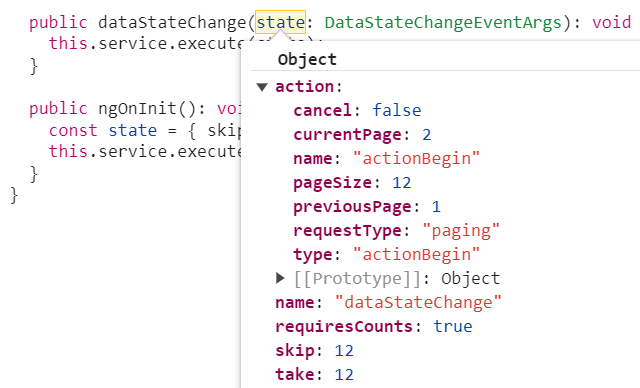 public dataStateChange(state: DataStateChangeEventArgs): void
this.service.execute(
}
public ngOnInit():
const state = { skip
this.service.execute
}
}
Object
action:
cancel: false
currentPage: 2
name: "actionBegin"
pageSize: 12
previousPage: 1
requestType: "paging"
type: "actionBegin"
[[Prototype]]: Object
name: "dataStateChange"
requiresCounts: true
skip: 12
take: 12